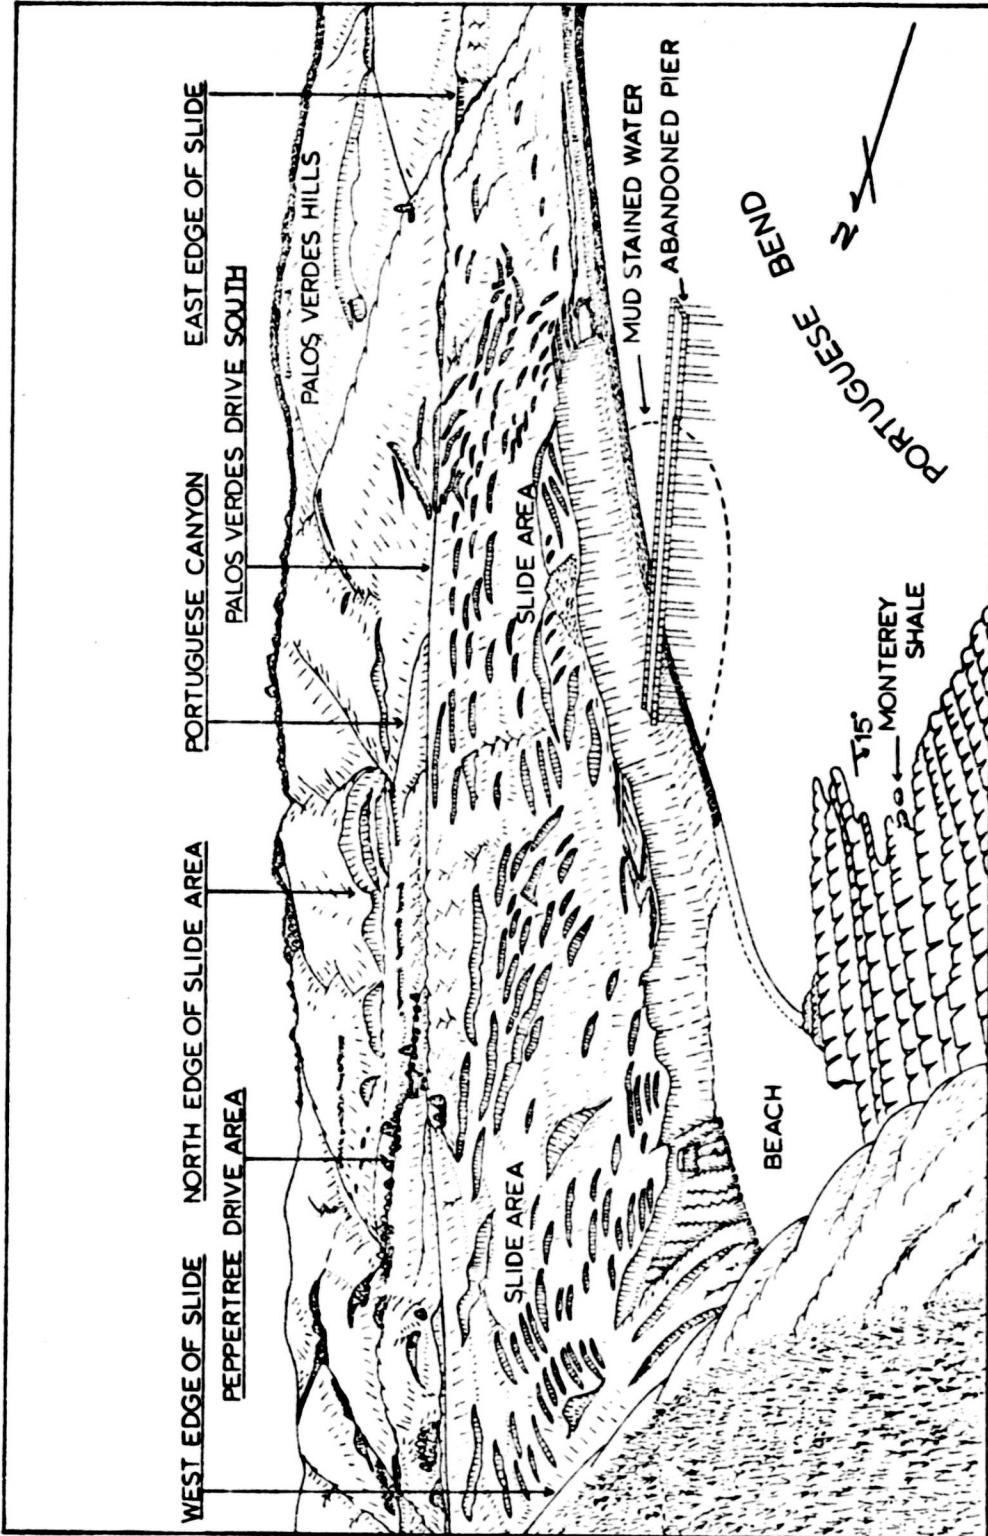 WEST EDGE OF SLIDE
NORTH EDGE OF SLIDE AREA
PORTUGUESE CANYON
EAST EDGE OF SLIDE
PEPPERTREE DRIVE AREA
PALOS VERDES DRIVE SOUTH
PALOS VERDES HILLS
SLIDE AREA
SLIDE AREA
MUD STAINED WATER
ABANDONED PIER
BEACH
PORTUGUESE BEND
N
15°
MONTEREY
SHALE